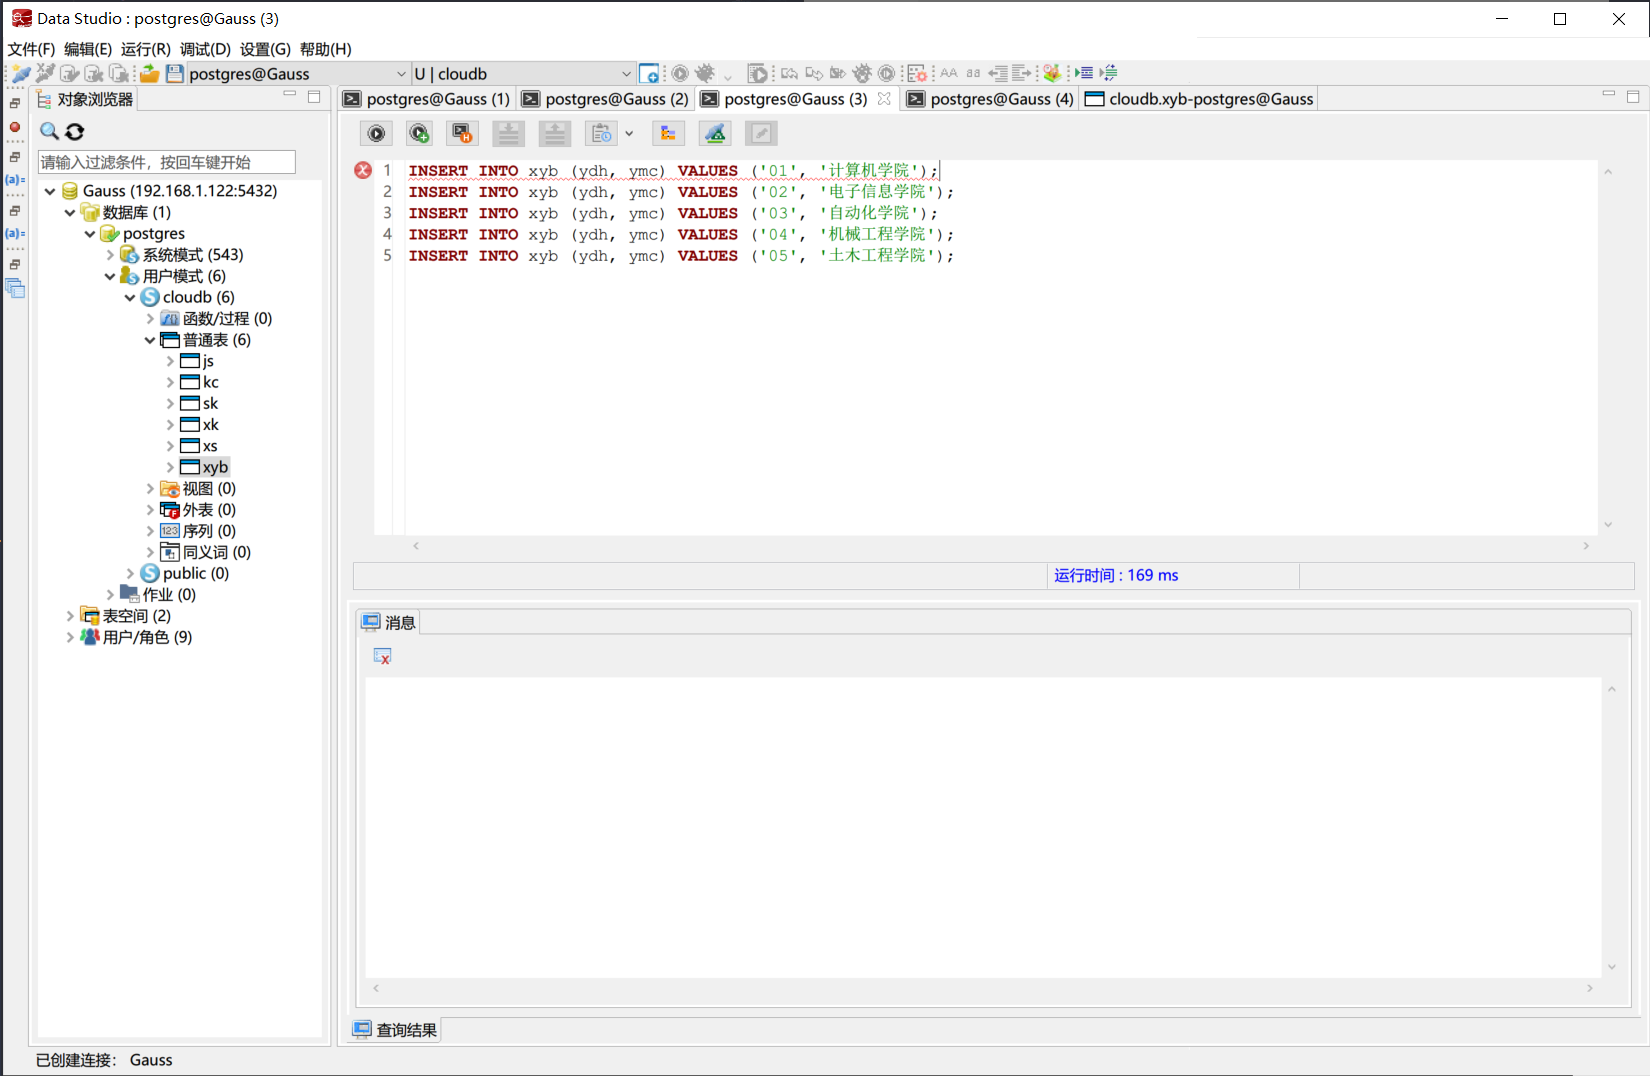 Data Studio : postgres@Gauss (3)
文件(F) 编辑(E) 运行(R) 调试(D) 设置(G) 帮助(H)
postgres@Gauss U | cloudb AA aa
对象浏览器
postgres@Gauss (1) postgres@Gauss (2) postgres@Gauss (3) postgres@Gauss (4) cloudb.xyb-postgres@Gauss
请输入过滤条件，按回车键开始
Gauss (192.168.1.122:5432)
数据库 (1)
postgres
系统模式 (543)
用户模式 (6)
cloudb (6)
函数/过程 (0)
普通表 (6)
js
kc
sk
xk
xs
xyb
视图 (0)
外表 (0)
序列 (0)
同义词 (0)
public (0)
作业 (0)
表空间 (2)
用户/角色 (9)
1 INSERT INTO xyb (ydh, ymc) VALUES ('01', '计算机学院');
2 INSERT INTO xyb (ydh, ymc) VALUES ('02', '电子信息学院');
3 INSERT INTO xyb (ydh, ymc) VALUES ('03', '自动化学院');
4 INSERT INTO xyb (ydh, ymc) VALUES ('04', '机械工程学院');
5 INSERT INTO xyb (ydh, ymc) VALUES ('05', '土木工程学院');
运行时间 : 169 ms
消息
查询结果
已创建连接： Gauss